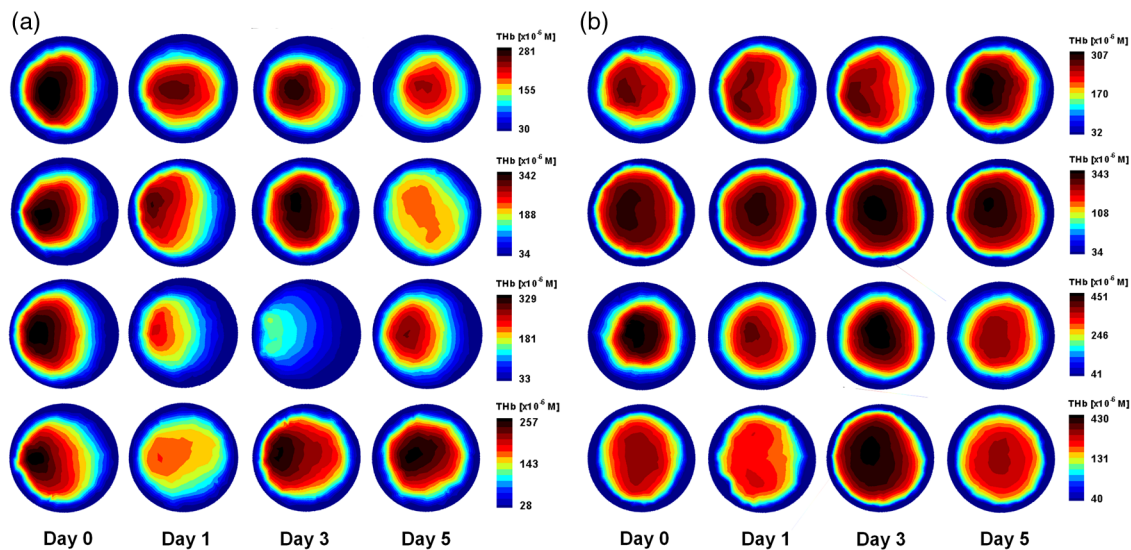 (a)
(b)
THb [x10⁻⁶ M]
281
155
30
THb [x10⁻⁶ M]
307
170
32
THb [x10⁻⁶ M]
342
188
34
THb [x10⁻⁶ M]
343
108
34
THb [x10⁻⁶ M]
329
181
33
THb [x10⁻⁶ M]
451
246
41
THb [x10⁻⁶ M]
257
143
28
THb [x10⁻⁶ M]
430
131
40
Day 0 Day 1 Day 3 Day 5
Day 0 Day 1 Day 3 Day 5